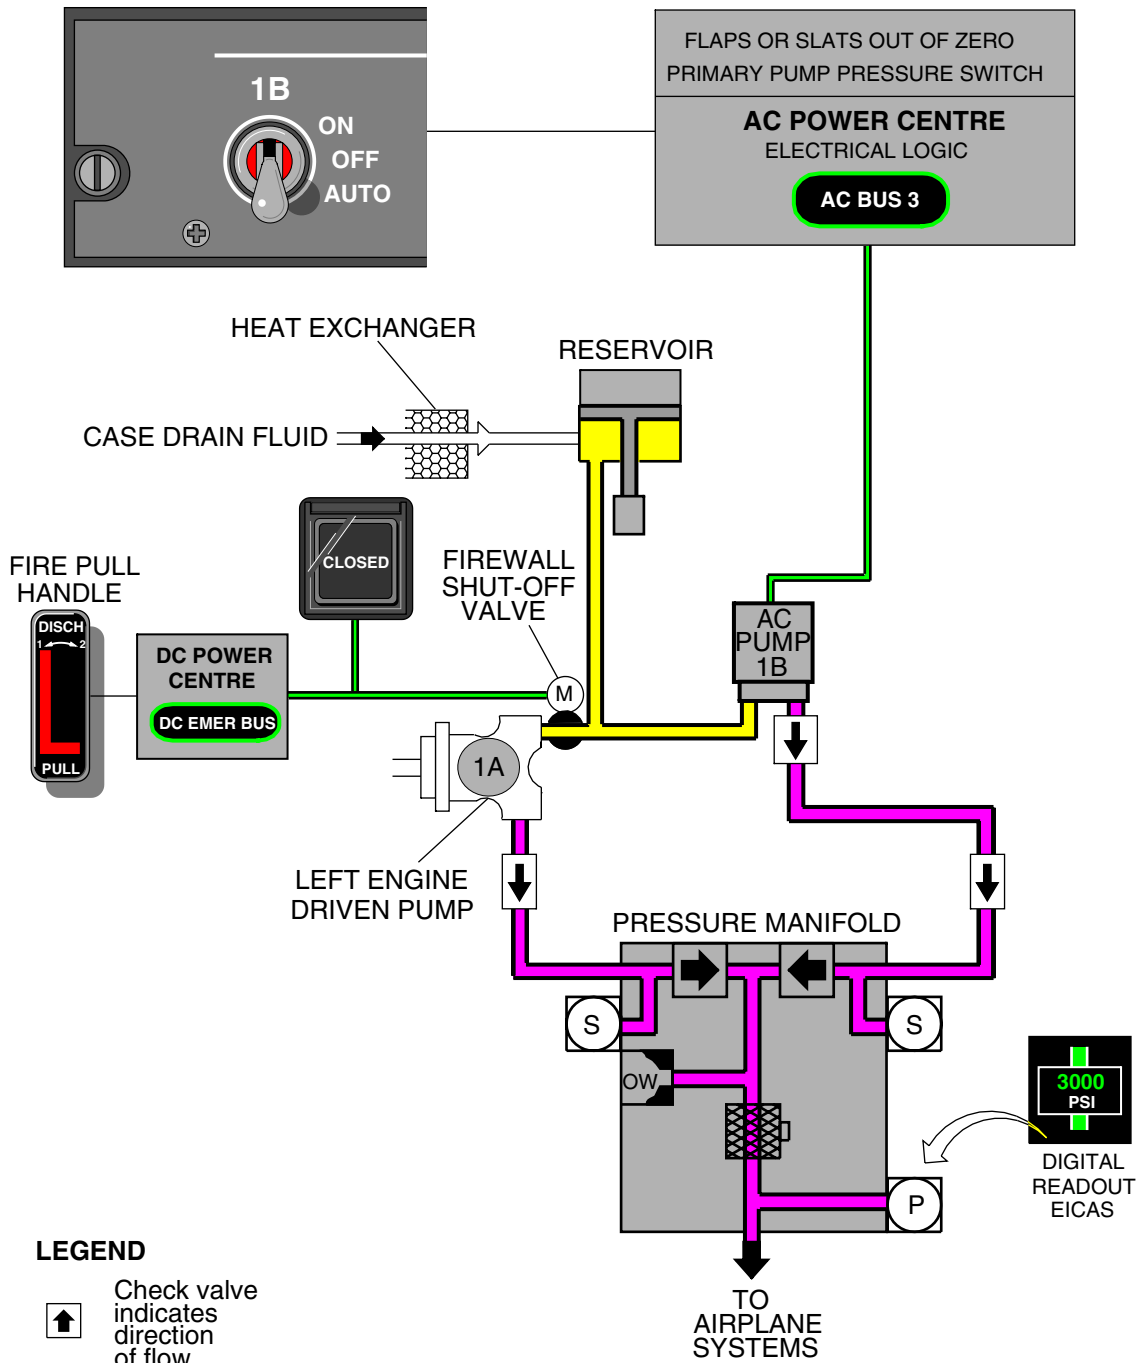 1B
ON
OFF
AUTO
FLAPS OR SLATS OUT OF ZERO
PRIMARY PUMP PRESSURE SWITCH
AC POWER CENTRE
ELECTRICAL LOGIC
AC BUS 3
HEAT EXCHANGER
RESERVOIR
CASE DRAIN FLUID
CLOSED
FIREWALL
SHUT-OFF
VALVE
FIRE PULL
HANDLE
DISCH
1 2
PULL
DC POWER
CENTRE
DC EMER BUS
M
AC
PUMP
1B
1A
LEFT ENGINE
DRIVEN PUMP
PRESSURE MANIFOLD
S
S
OW
3000
PSI
DIGITAL
READOUT
EICAS
P
TO
AIRPLANE
SYSTEMS
LEGEND
Check valve
indicates
direction
of flow